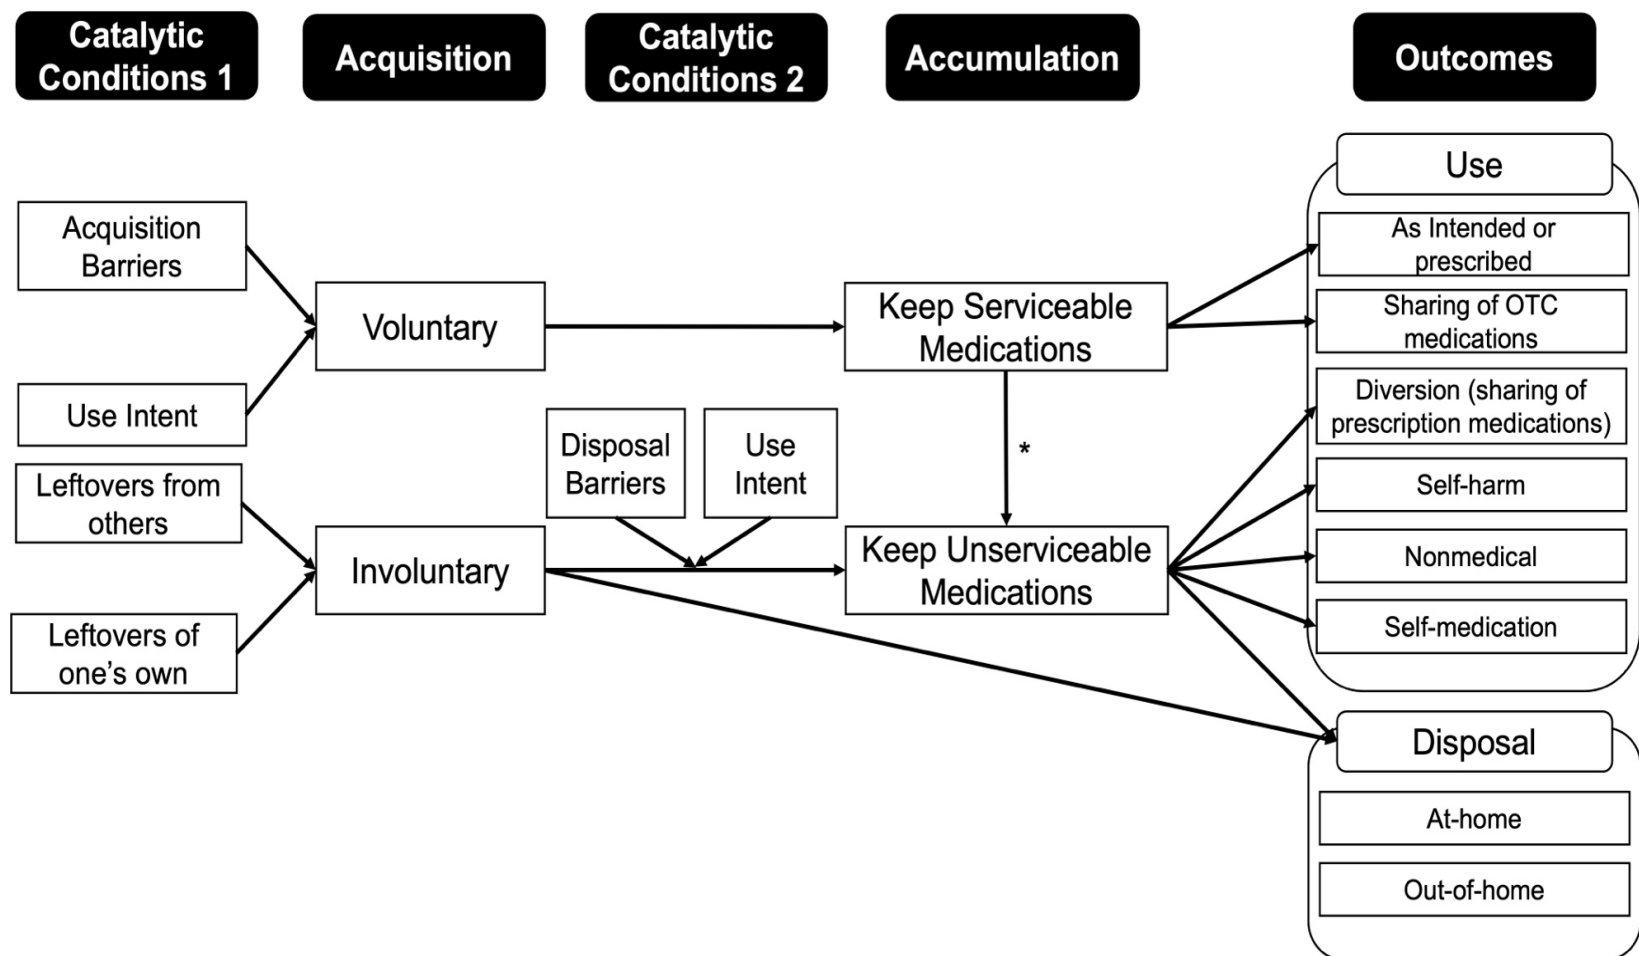 Catalytic
Conditions 1
Acquisition
Catalytic
Conditions 2
Accumulation
Outcomes
Use
Acquisition
Barriers
As Intended or
prescribed
Voluntary
Keep Serviceable
Medications
Sharing of OTC
medications
Use Intent
Diversion (sharing of
prescription medications)
Disposal
Barriers
Use
Intent
*
Leftovers from
others
Self-harm
Involuntary
Keep Unserviceable
Medications
Nonmedical
Leftovers of
one's own
Self-medication
Disposal
At-home
Out-of-home